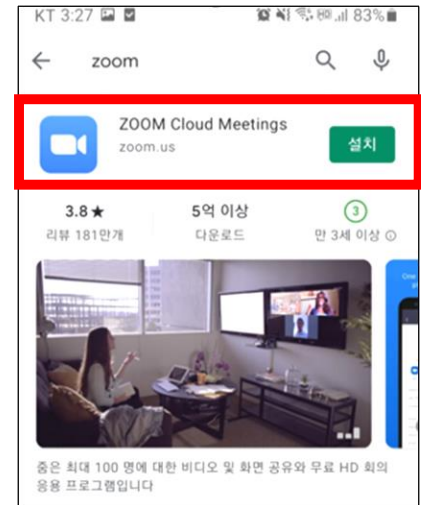 KT 3:27 83%
zoom
ZOOM Cloud Meetings
zoom.us
설치
3.8★ 5억 이상 3
리뷰 181만개 다운로드 만 3세 이상
One
줌은 최대 100 명에 대한 비디오 및 화면 공유와 무료 HD 회의
응용 프로그램입니다